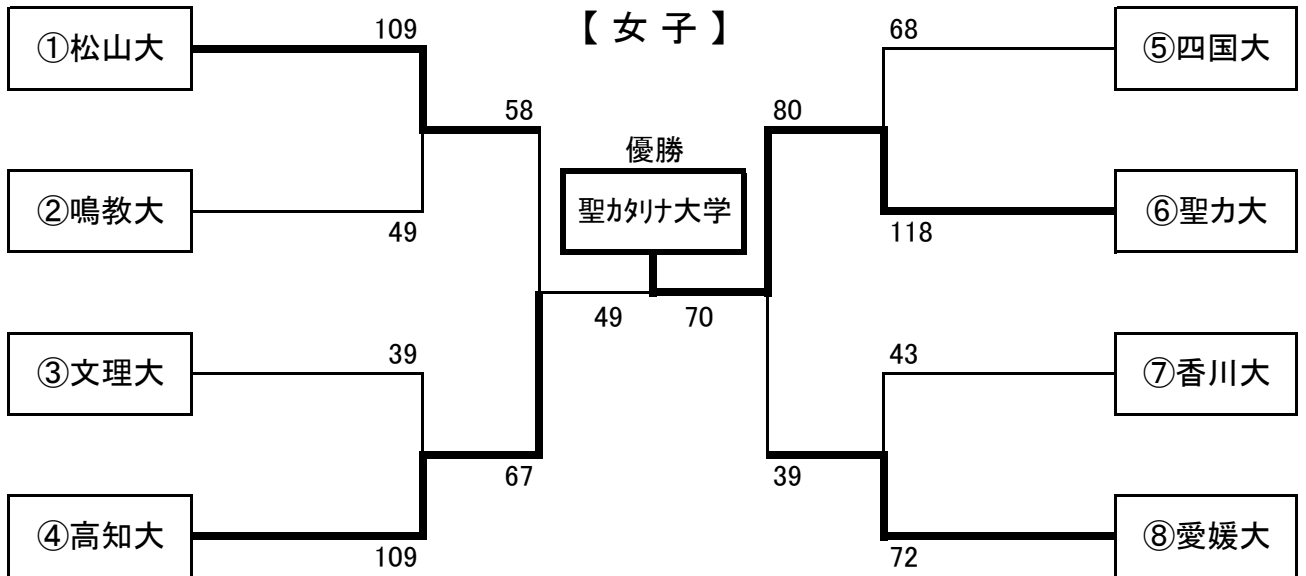 【 女 子 】
①松山大
109
68
⑤四国大
58
80
優勝
聖ｶﾀﾘﾅ大学
②鳴教大
49
118
⑥聖カ大
49
70
③文理大
39
43
⑦香川大
67
39
④高知大
109
72
⑧愛媛大